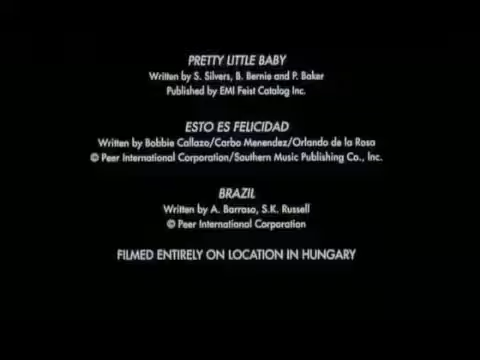 PRETTY LITTLE BABY
Written by S. Silvers, B. Bernie and P. Baker
Published by EMI Feist Catalog Inc.
ESTO ES FELICIDAD
Written by Bobbie Callazo/Carbo Menendez/Orlando de la Rosa
© Peer International Corporation/Southern Music Publishing Co., Inc.
BRAZIL
Written by A. Barroso, S.K. Russell
© Peer International Corporation
FILMED ENTIRELY ON LOCATION IN HUNGARY